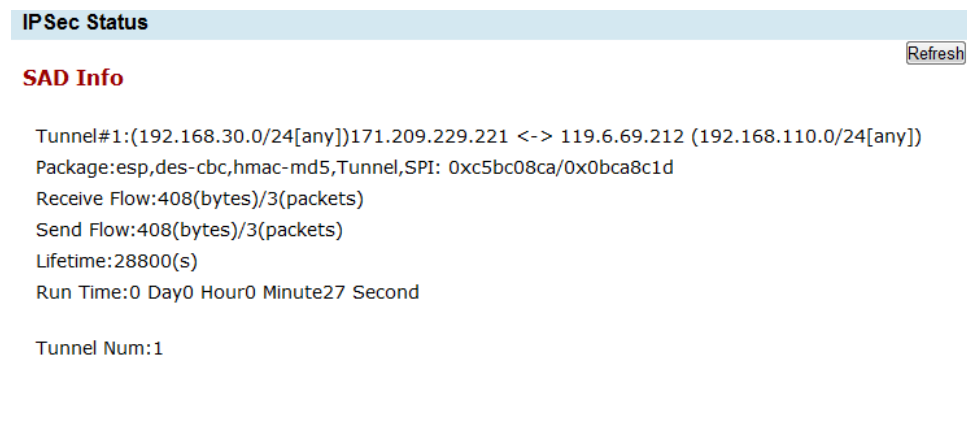 IPSec Status
Refresh
SAD Info
Tunnel#1:(192.168.30.0/24[any])171.209.229.221 <-> 119.6.69.212 (192.168.110.0/24[any])
Package:esp,des-cbc,hmac-md5,Tunnel,SPI: 0xc5bc08ca/0x0bca8c1d
Receive Flow:408(bytes)/3(packets)
Send Flow:408(bytes)/3(packets)
Lifetime:28800(s)
Run Time:0 Day0 Hour0 Minute27 Second
Tunnel Num:1